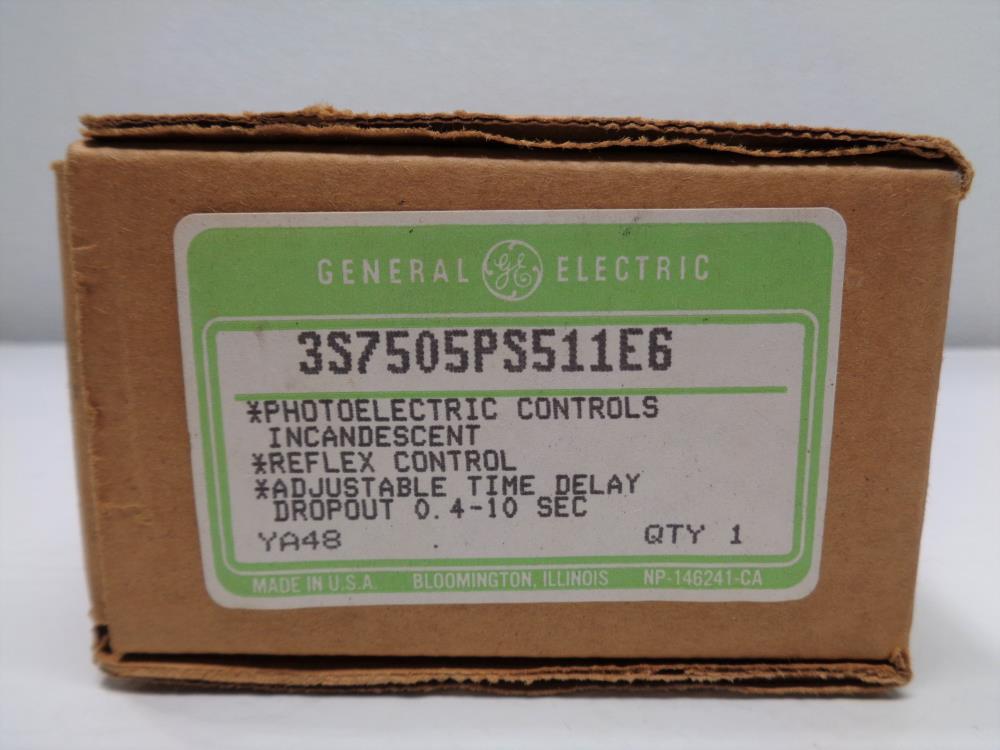 GENERAL GE ELECTRIC
3S7505PS511E6
*PHOTOELECTRIC CONTROLS
INCANDESCENT
*REFLEX CONTROL
*ADJUSTABLE TIME DELAY
DROPOUT 0.4-10 SEC
YA48 QTY 1
MADE IN U.S.A. BLOOMINGTON, ILLINOIS NP-146241-CA